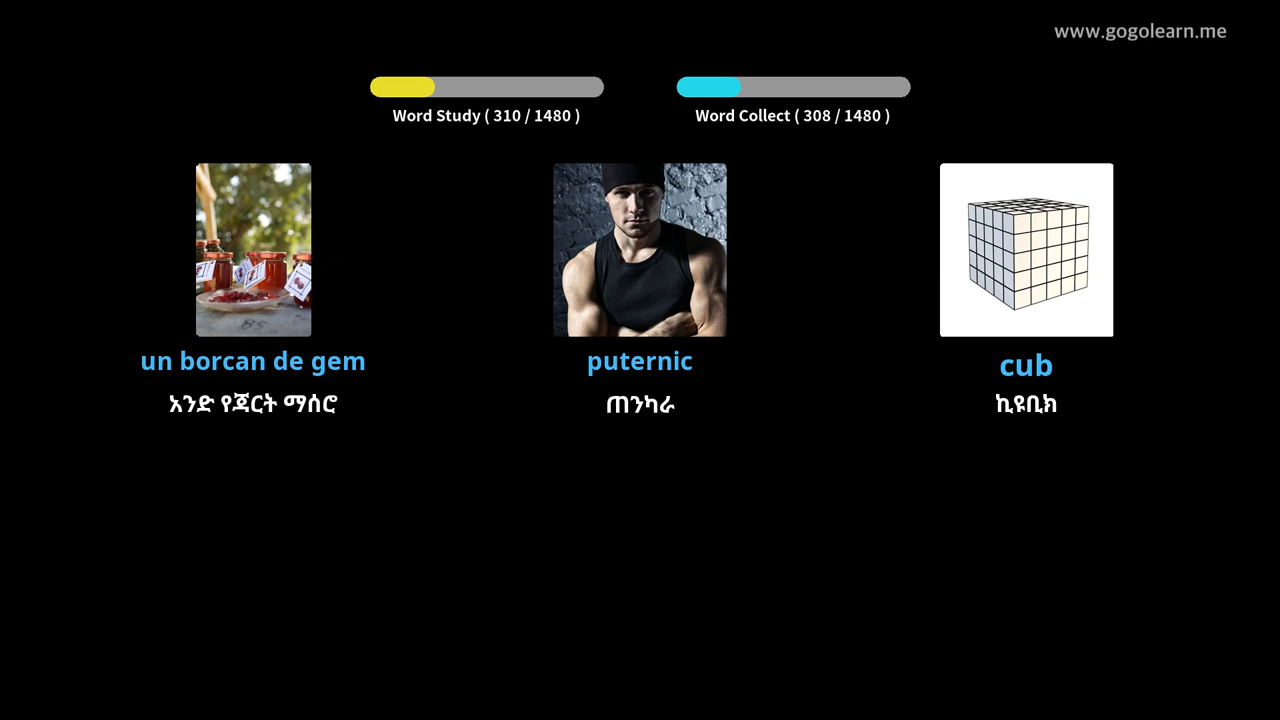 www.gogolearn.me
Word Study ( 310 / 1480 )
Word Collect ( 308 / 1480 )
un borcan de gem
puternic
cub
አንድ የጃርት ማሰሮ
ጠንካራ
ኪዩቢክ